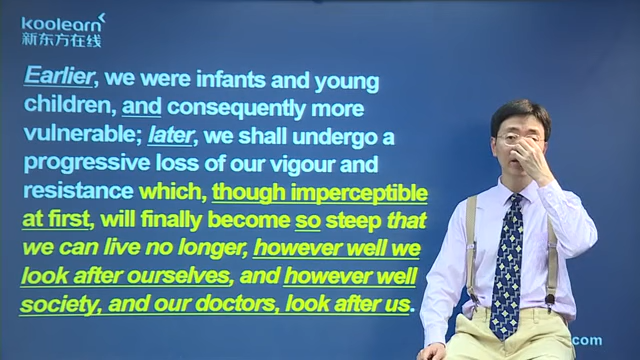 koolearn
新东方在线
Earlier, we were infants and young
children, and consequently more
vulnerable; later, we shall undergo a
progressive loss of our vigour and
resistance which, though imperceptible
at first, will finally become so steep that
we can live no longer, however well we
look after ourselves, and however well
society, and our doctors, look after us.
.com